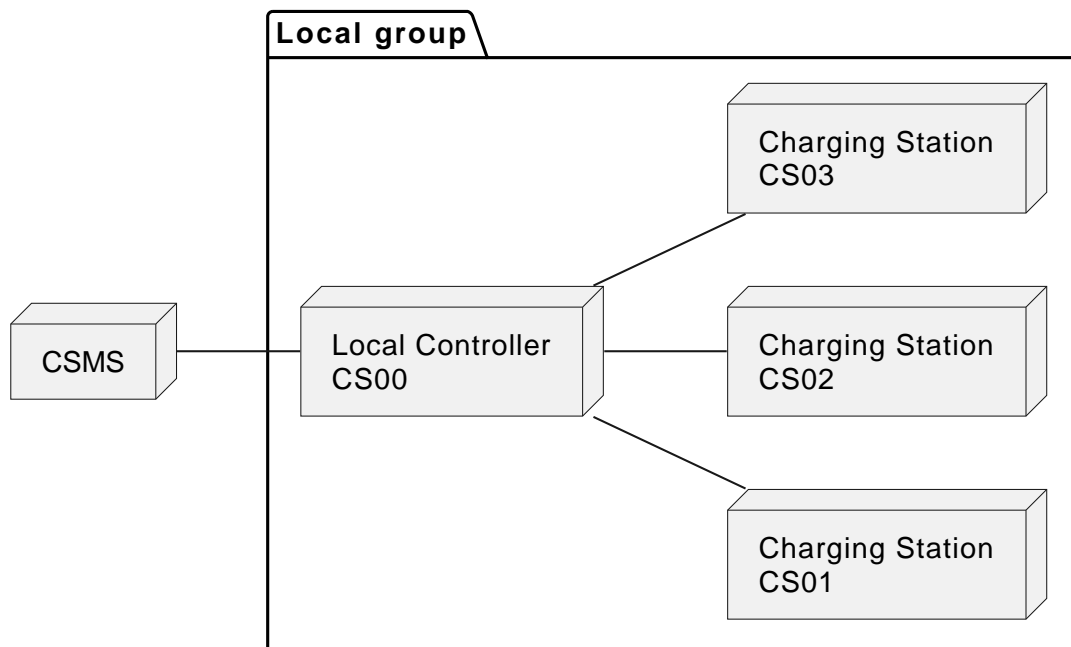 Local group
Charging Station
CS03
CSMS
Local Controller
CS00
Charging Station
CS02
Charging Station
CS01